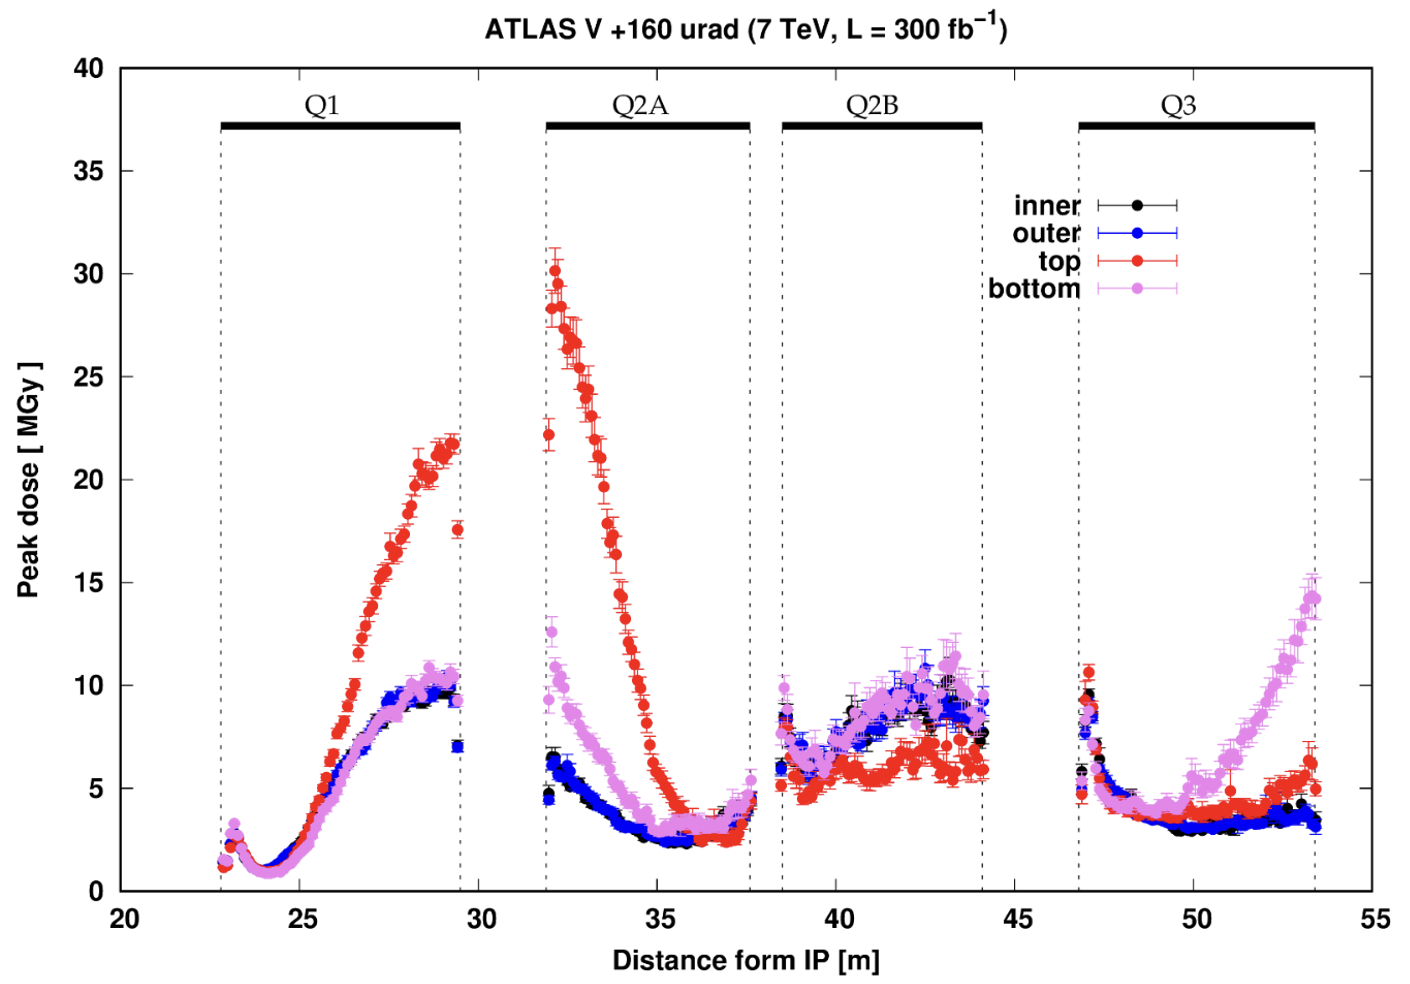 ATLAS V +160 urad (7 TeV, L = 300 fb⁻¹)
40
35
30
25
20
15
10
5
0
Peak dose [ MGy ]
Q1 Q2A Q2B Q3
inner
outer
top
bottom
20 25 30 35 40 45 50 55
Distance form IP [m]